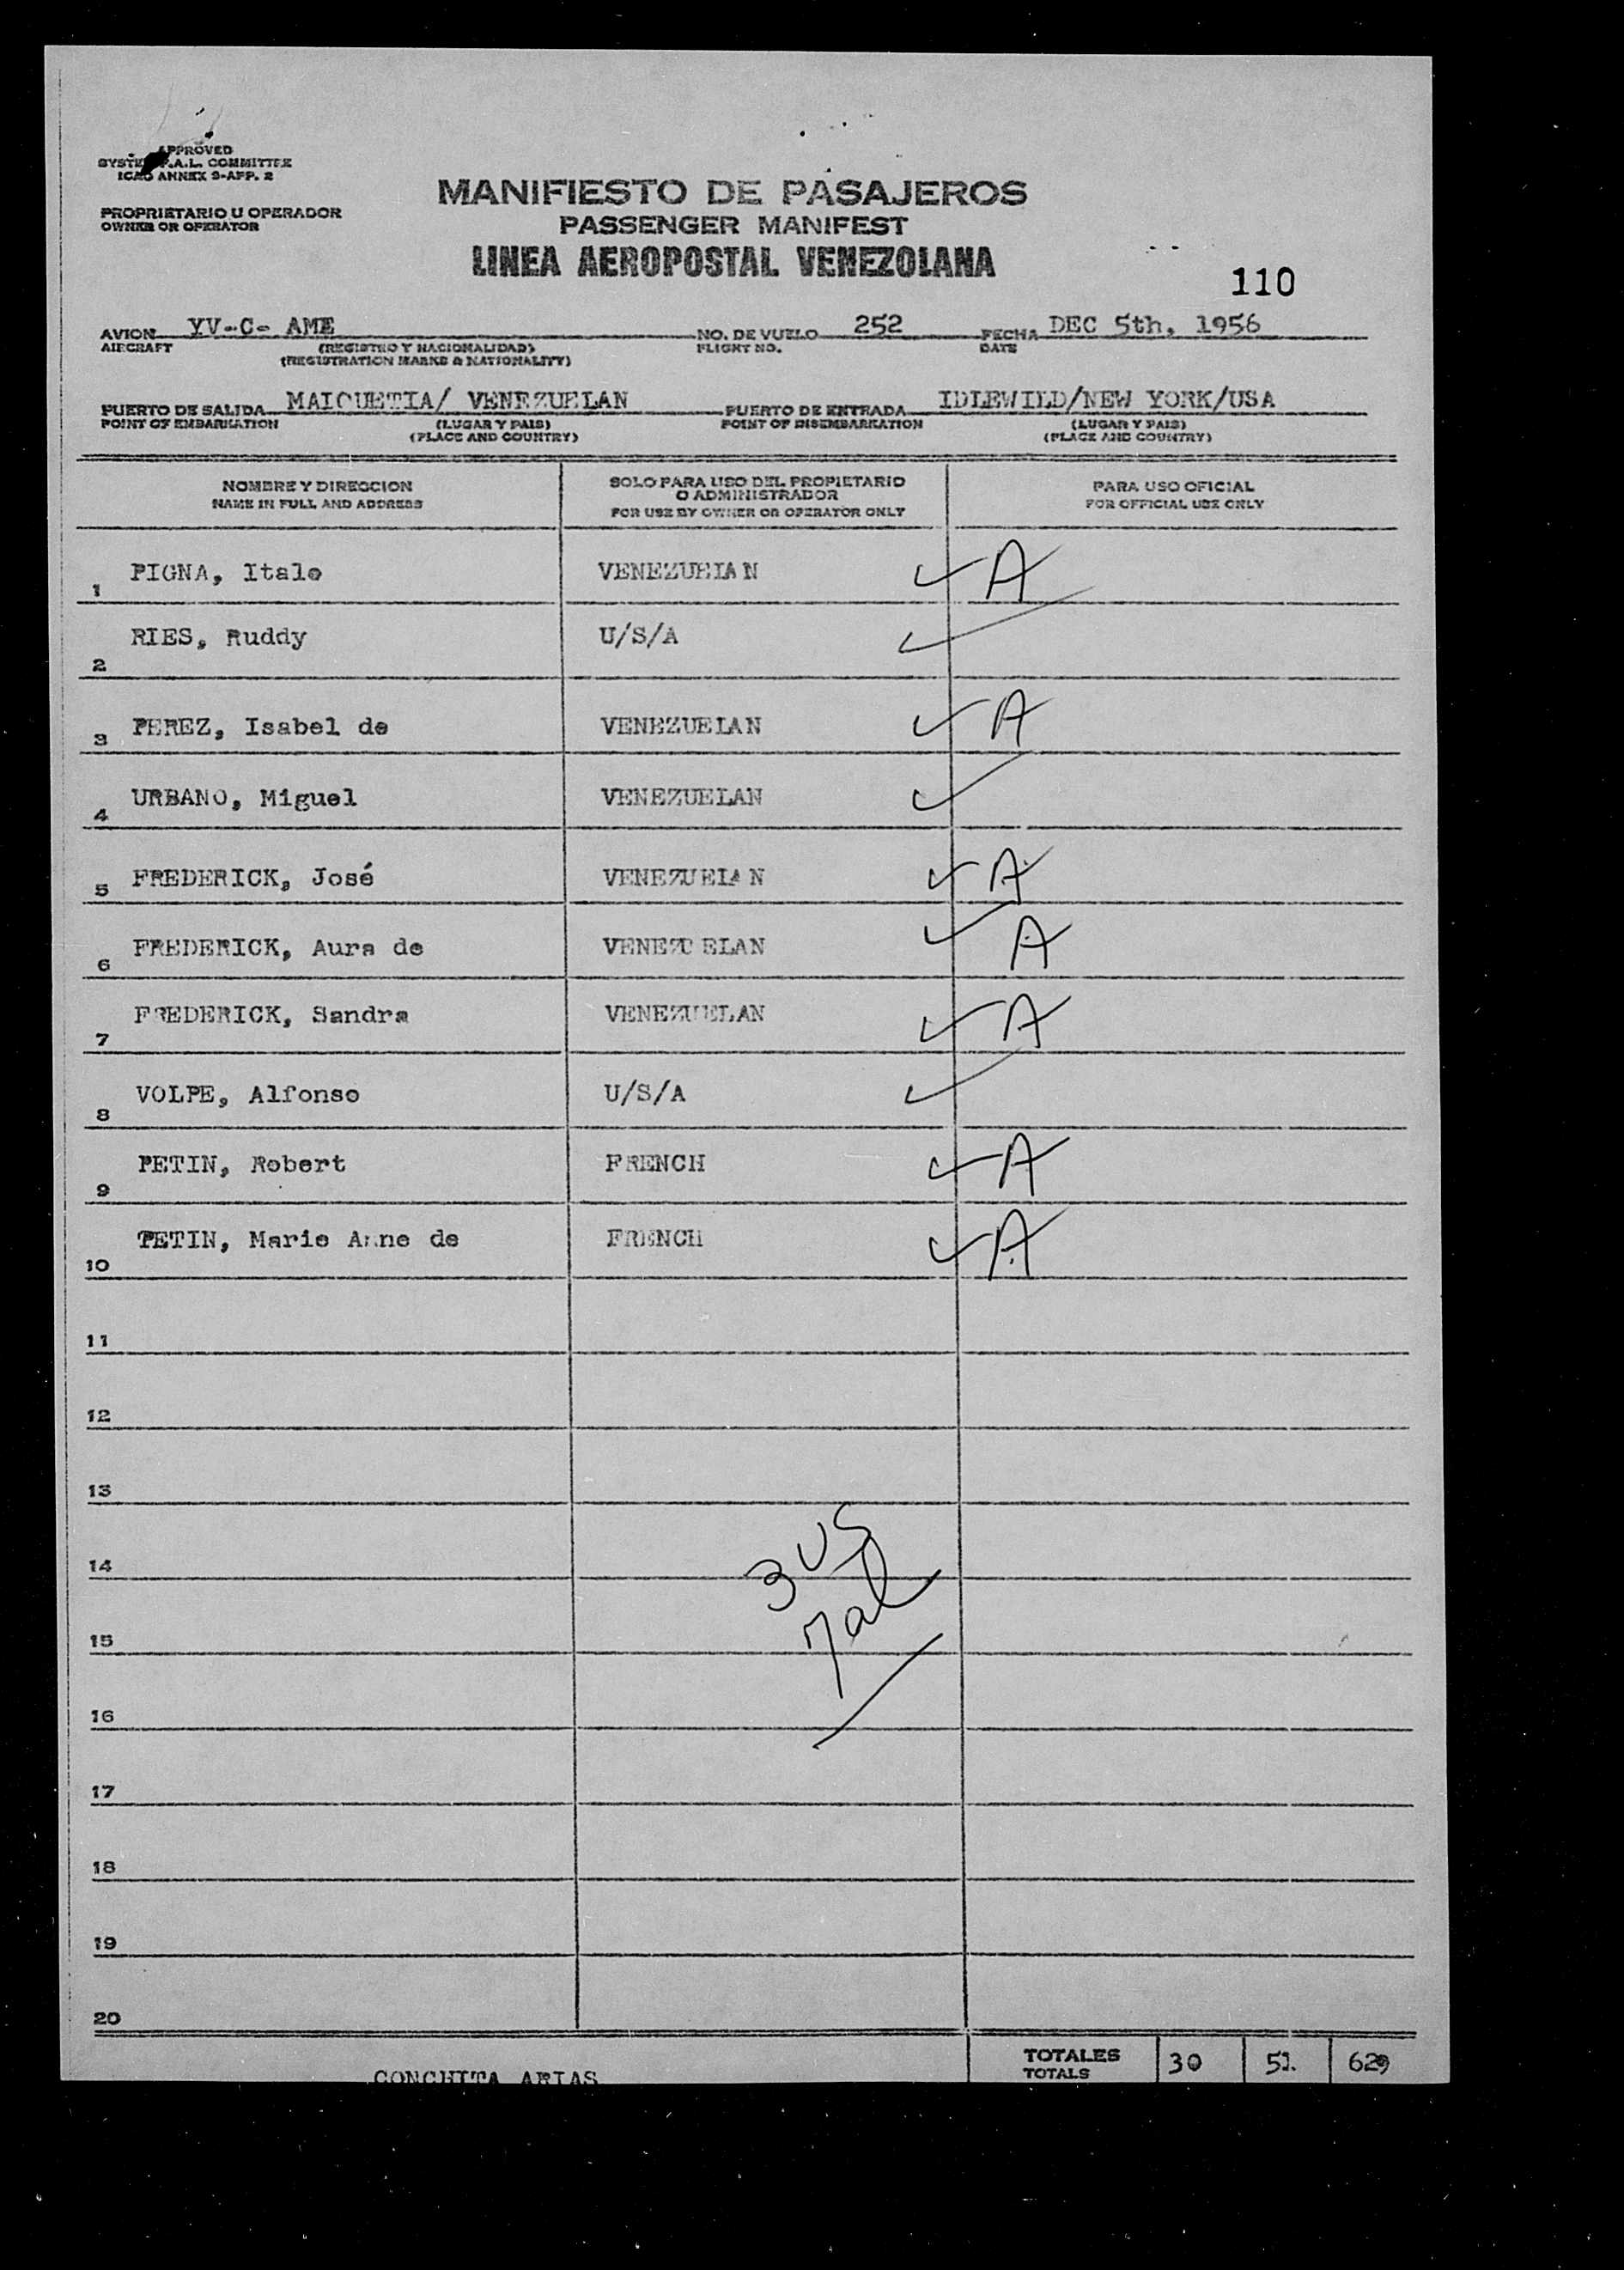 APPROVED
SYSTEM F.A.L. COMMITTEE
ICAO ANNEX 9-APP. 2
PROPRIETARIO U OPERADOR
OWNER OR OPERATOR
MANIFIESTO DE PASAJEROS
PASSENGER MANIFEST
LINEA AEROPOSTAL VENEZOLANA
110
AVION YV-C- AME NO. DE VUELO 252 FECHA DEC 5th, 1956
AIRCRAFT (REGISTRO Y NACIONALIDAD) FLIGHT NO. DATE
(REGISTRATION MARKS & NATIONALITY)
PUERTO DE SALIDA MAIQUETIA/ VENEZUELAN PUERTO DE ENTRADA IDLEWILD/NEW YORK/USA
POINT OF EMBARKATION (LUGAR Y PAIS) POINT OF DISEMBARKATION (LUGAR Y PAIS)
(PLACE AND COUNTRY) (PLACE AND COUNTRY)
NOMBRE Y DIRECCION SOLO PARA USO DEL PROPIETARIO PARA USO OFICIAL
O ADMINISTRADOR
NAME IN FULL AND ADDRESS FOR USE BY OWNER OR OPERATOR ONLY FOR OFFICIAL USE ONLY
1 PIGNA, Italo VENEZUELAN ✓ A
2 RIES, Ruddy U/S/A ✓
3 PEREZ, Isabel de VENEZUELAN ✓ A
4 URBANO, Miguel VENEZUELAN ✓
5 FREDERICK, José VENEZUELAN ✓ A
6 FREDERICK, Aura de VENEZUELAN ✓ A
7 FREDERICK, Sandra VENEZUELAN ✓ A
8 VOLPE, Alfonso U/S/A ✓
9 PETIN, Robert FRENCH ✓ A
10 PETIN, Marie Anne de FRENCH ✓ A
11
12
13
14 3 US
15 7 al
16
17
18
19
20
TOTALES 30 51. 629
TOTALS
CONCHITA ARIAS